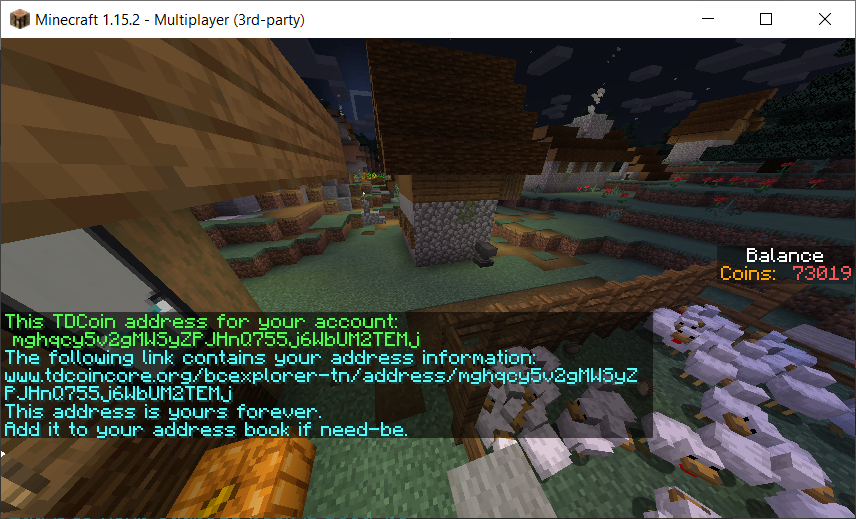 Minecraft 1.15.2 - Multiplayer (3rd-party)
Balance
Coins: 73019
This TDCoin address for your account:
mghqcy5v2gMWSyZPJHnQ755j6WbUM2TEMj
The following link contains your address information:
www.tdcoincore.org/bcexplorer-tn/address/mghqcy5v2gMWSyZ
PJHnQ755j6WbUM2TEMj
This address is yours forever.
Add it to your address book if need-be.